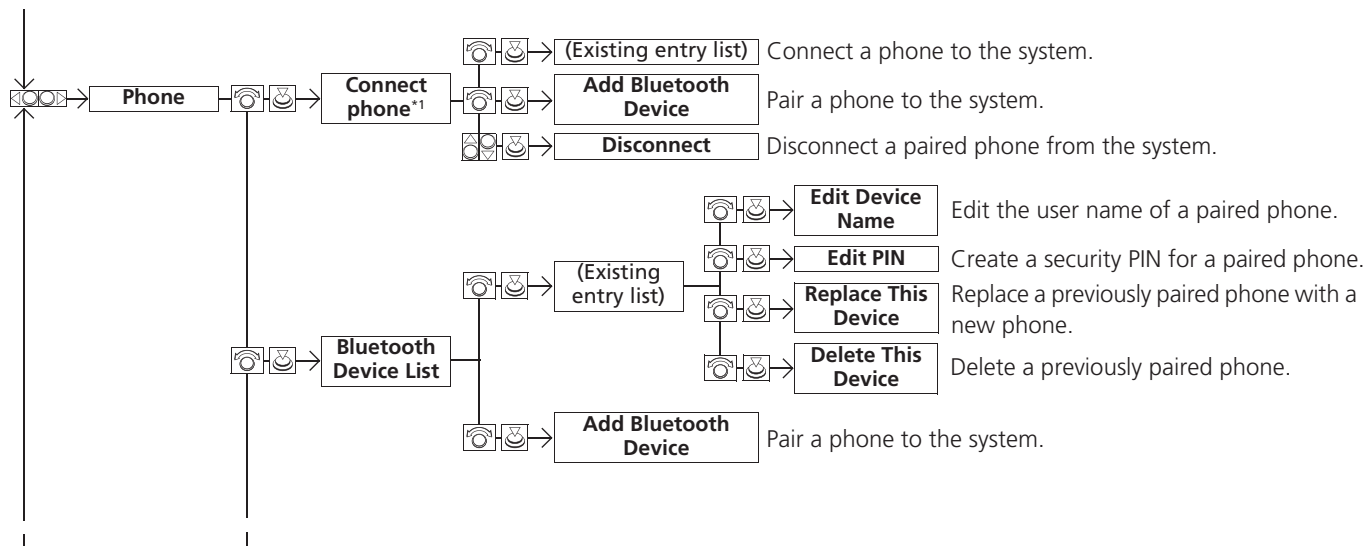 Phone
Connect
phone*1
(Existing entry list)
Connect a phone to the system.
Add Bluetooth
Device
Pair a phone to the system.
Disconnect
Disconnect a paired phone from the system.
Bluetooth
Device List
(Existing
entry list)
Edit Device
Name
Edit the user name of a paired phone.
Edit PIN
Create a security PIN for a paired phone.
Replace This
Device
Replace a previously paired phone with a
new phone.
Delete This
Device
Delete a previously paired phone.
Add Bluetooth
Device
Pair a phone to the system.